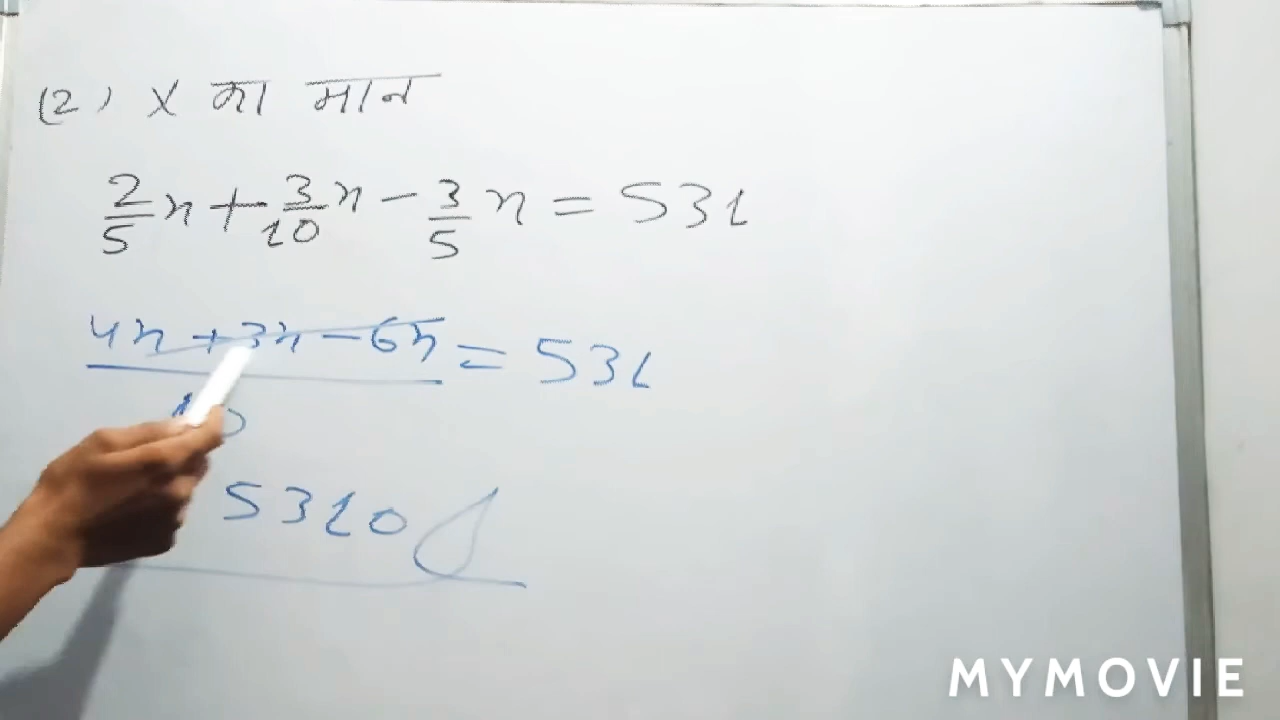 (2) X का मान
2/5 x + 3/10 x - 3/5 x = 531
4x + 3x - 6x / 10 = 531
5310
MYMOVIE